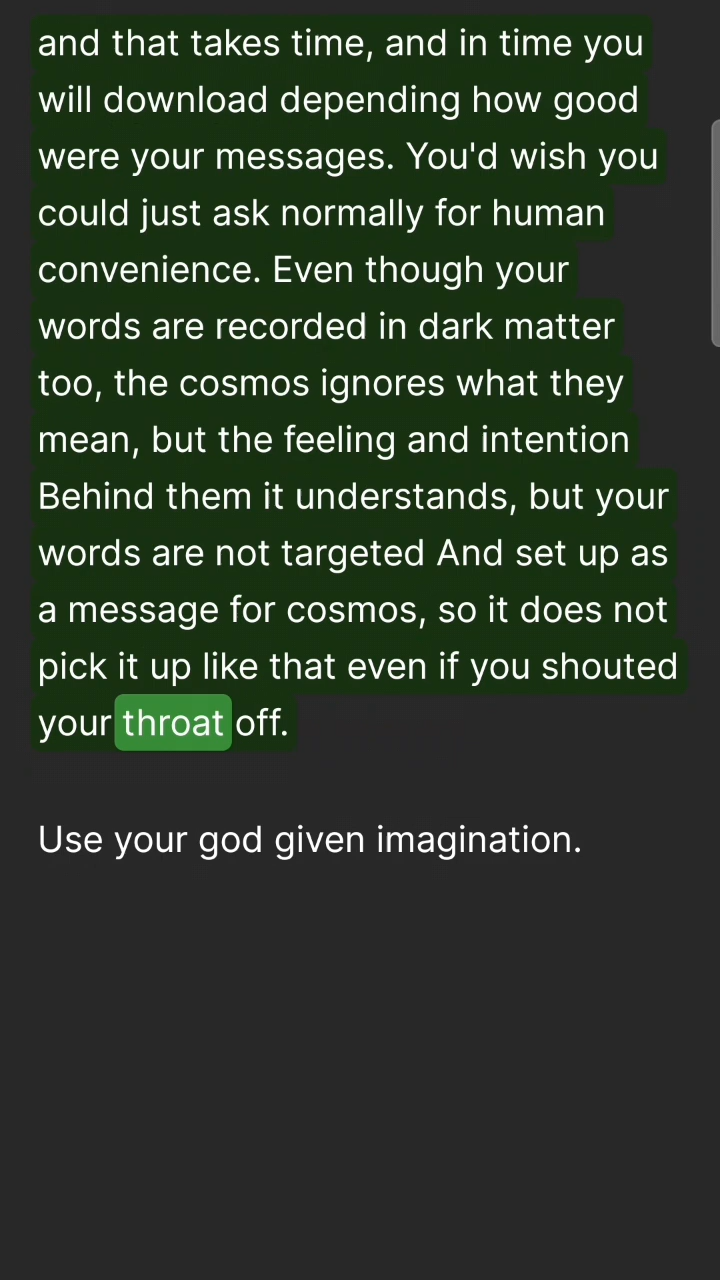 and that takes time, and in time you
will download depending how good
were your messages. You'd wish you
could just ask normally for human
convenience. Even though your
words are recorded in dark matter
too, the cosmos ignores what they
mean, but the feeling and intention
Behind them it understands, but your
words are not targeted And set up as
a message for cosmos, so it does not
pick it up like that even if you shouted
your throat off.
Use your god given imagination.